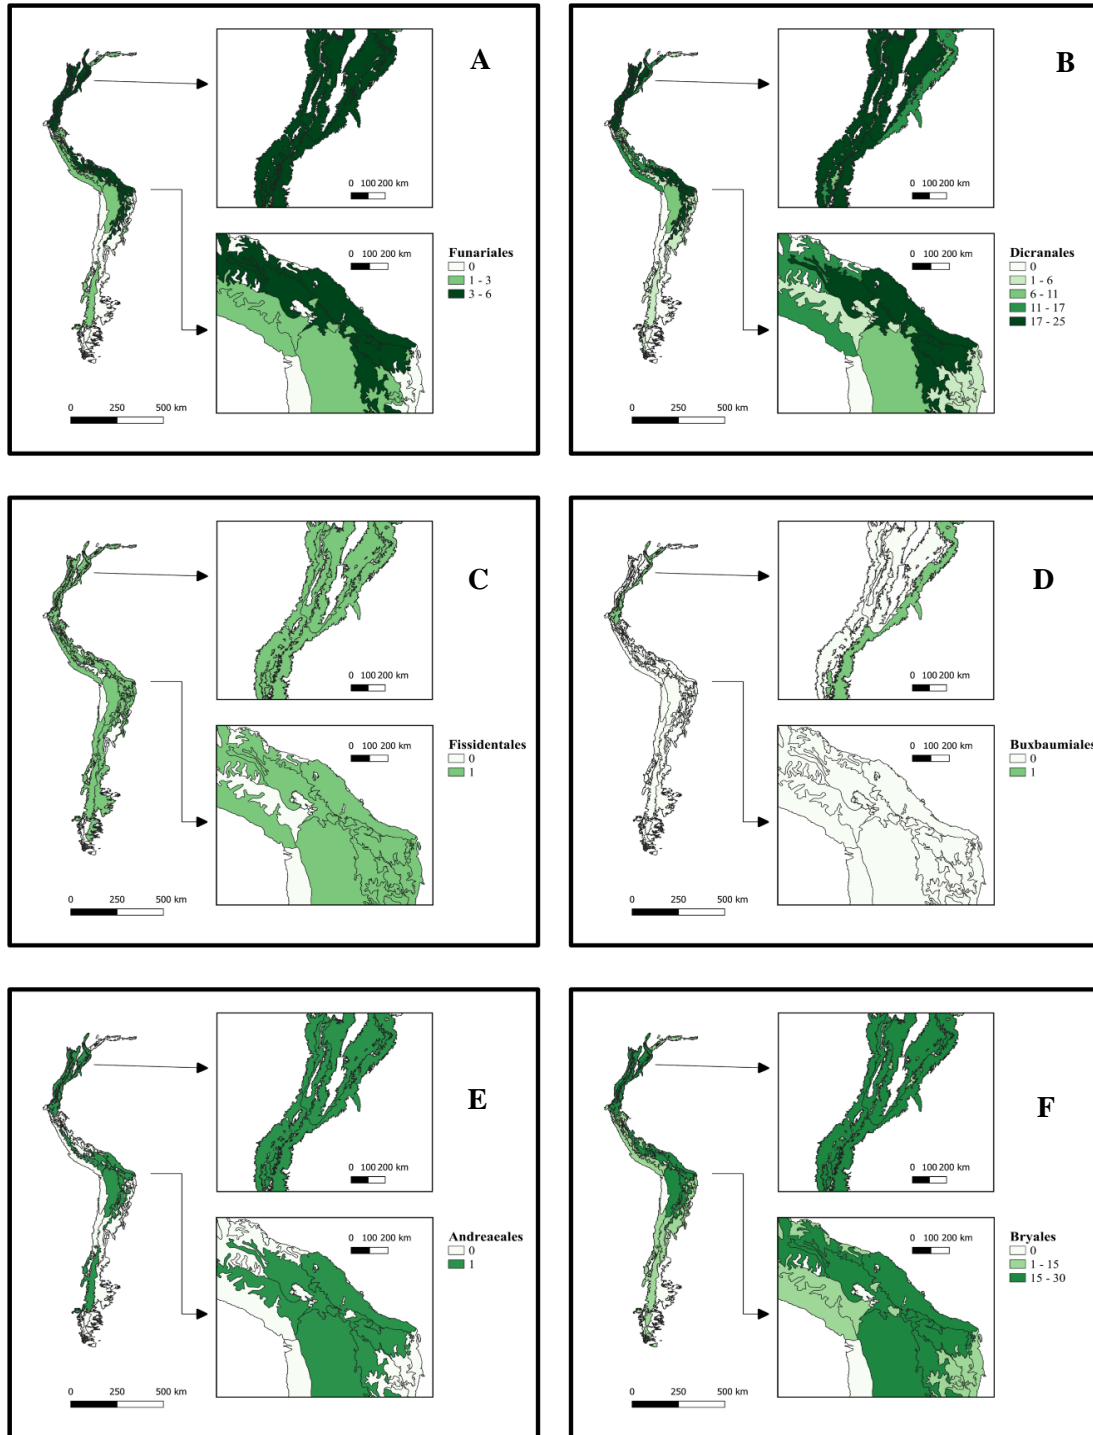 A
0 100 200 km
0 100 200 km
Funariales
0
1 - 3
3 - 6
0 250 500 km
B
0 100 200 km
0 100 200 km
Dicranales
0
1 - 6
6 - 11
11 - 17
17 - 25
0 250 500 km
C
0 100 200 km
0 100 200 km
Fissidentales
0
1
0 250 500 km
D
0 100 200 km
0 100 200 km
Buxbaumiales
0
1
0 250 500 km
E
0 100 200 km
0 100 200 km
Andreaeales
0
1
0 250 500 km
F
0 100 200 km
0 100 200 km
Bryales
0
1 - 15
15 - 30
0 250 500 km